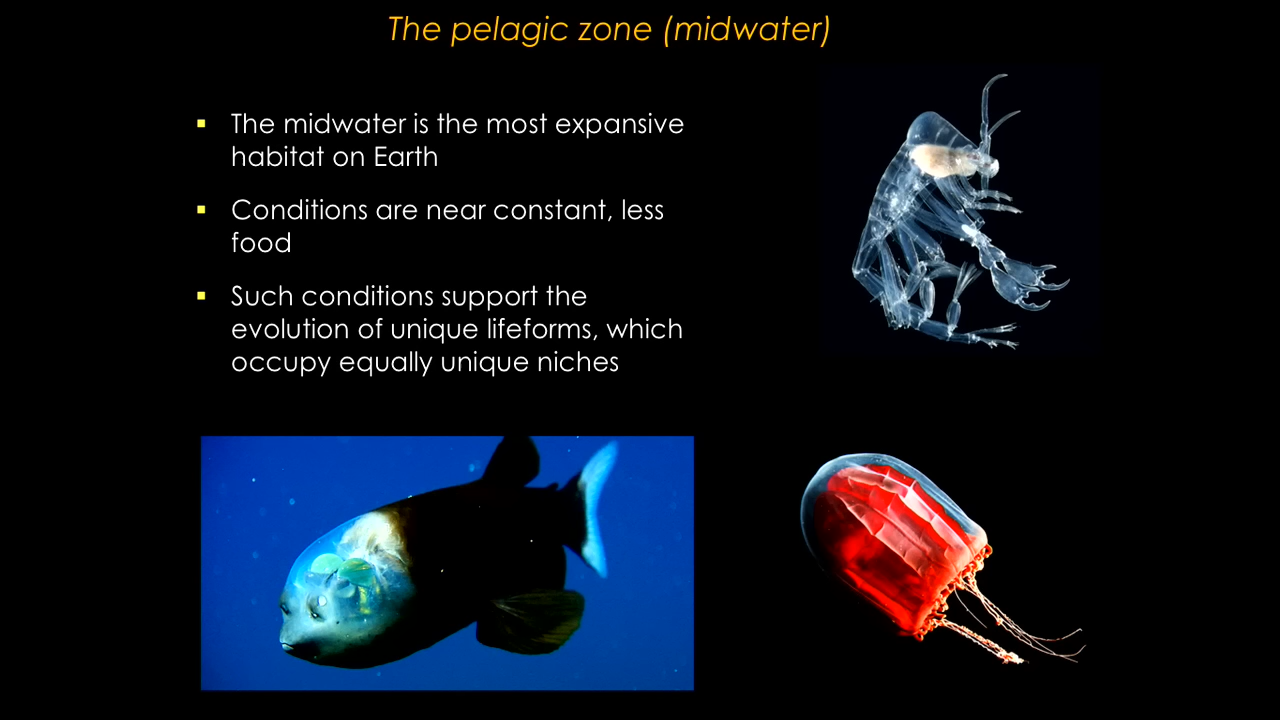 The pelagic zone (midwater)
The midwater is the most expansive
habitat on Earth
Conditions are near constant, less
food
Such conditions support the
evolution of unique lifeforms, which
occupy equally unique niches